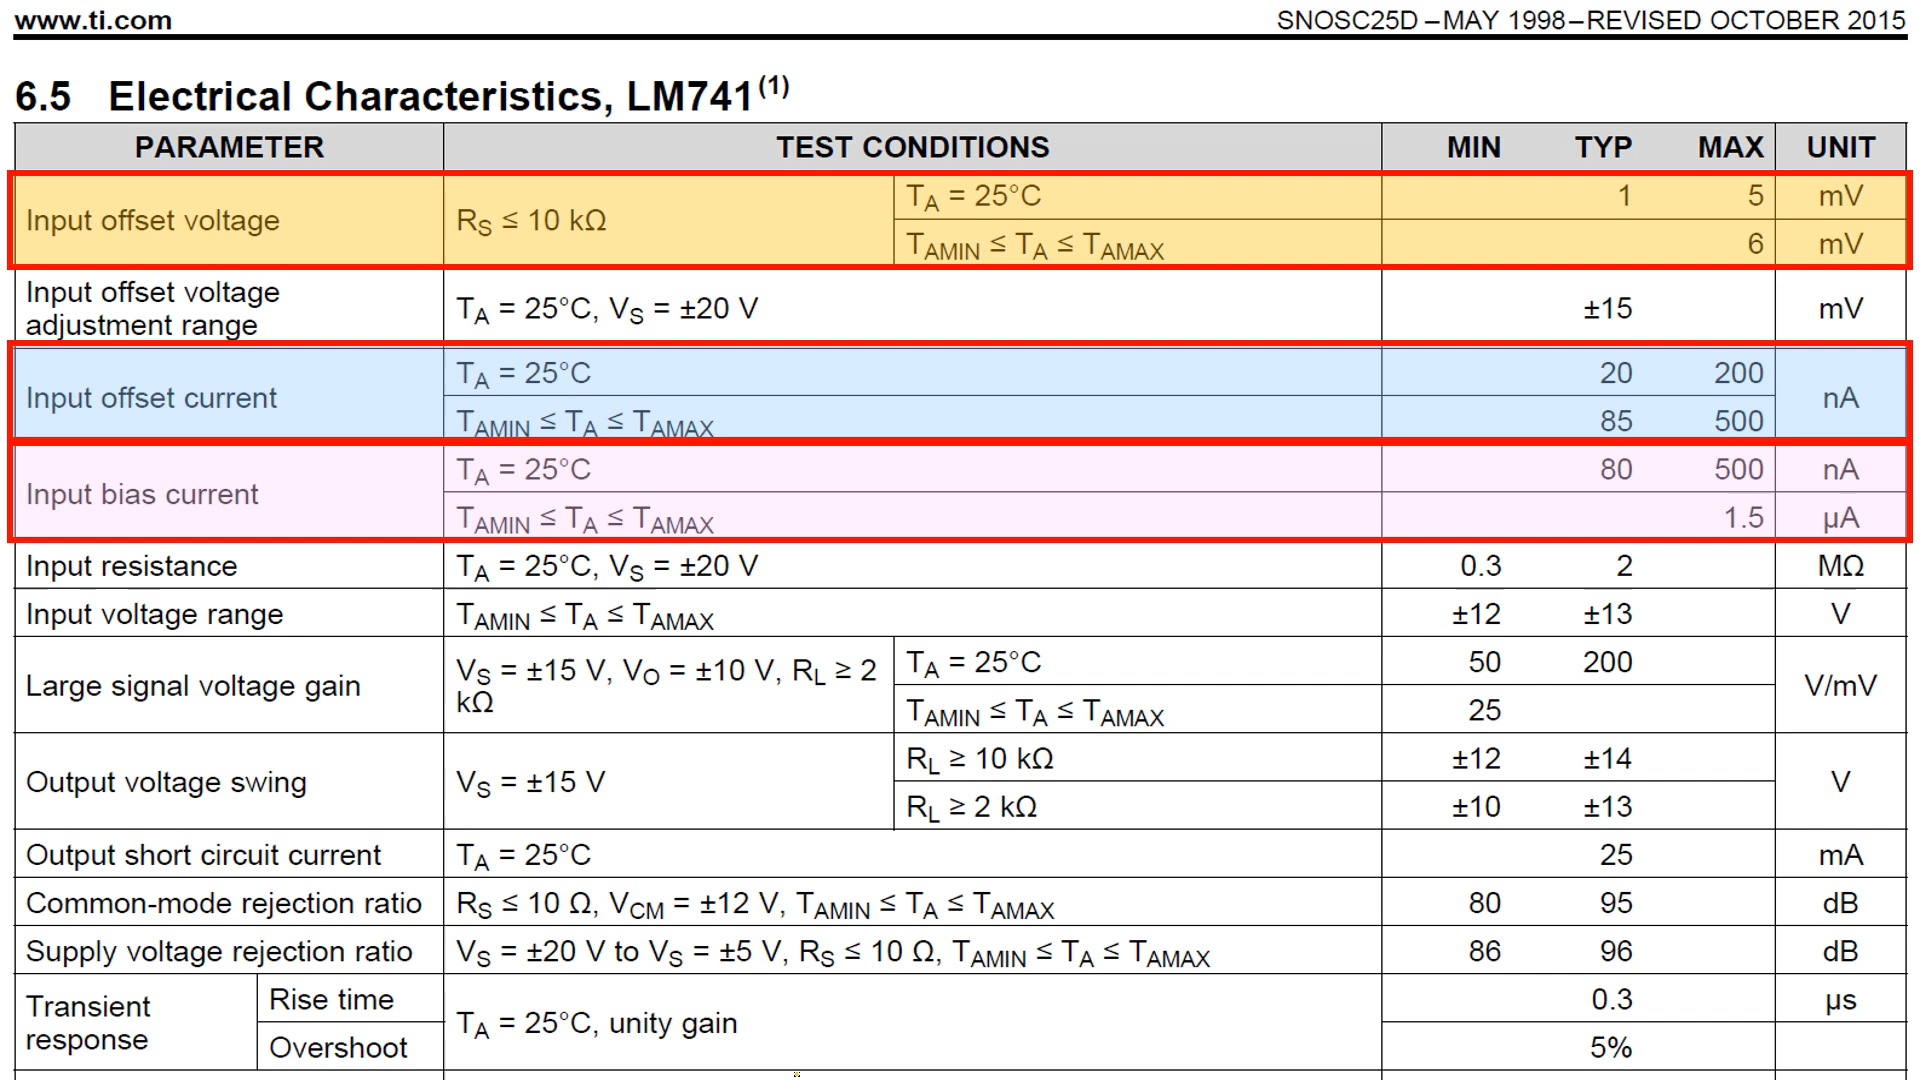 www.ti.com SNOSC25D –MAY 1998–REVISED OCTOBER 2015
6.5 Electrical Characteristics, LM741(1)
PARAMETER TEST CONDITIONS MIN TYP MAX UNIT
Input offset voltage RS ≤ 10 kΩ TA = 25°C 1 5 mV
TAMIN ≤ TA ≤ TAMAX 6 mV
Input offset voltage
adjustment range TA = 25°C, VS = ±20 V ±15 mV
Input offset current TA = 25°C 20 200 nA
TAMIN ≤ TA ≤ TAMAX 85 500
Input bias current TA = 25°C 80 500 nA
TAMIN ≤ TA ≤ TAMAX 1.5 μA
Input resistance TA = 25°C, VS = ±20 V 0.3 2 MΩ
Input voltage range TAMIN ≤ TA ≤ TAMAX ±12 ±13 V
Large signal voltage gain VS = ±15 V, VO = ±10 V, RL ≥ 2
kΩ TA = 25°C 50 200 V/mV
TAMIN ≤ TA ≤ TAMAX 25
Output voltage swing VS = ±15 V RL ≥ 10 kΩ ±12 ±14 V
RL ≥ 2 kΩ ±10 ±13
Output short circuit current TA = 25°C 25 mA
Common-mode rejection ratio RS ≤ 10 Ω, VCM = ±12 V, TAMIN ≤ TA ≤ TAMAX 80 95 dB
Supply voltage rejection ratio VS = ±20 V to VS = ±5 V, RS ≤ 10 Ω, TAMIN ≤ TA ≤ TAMAX 86 96 dB
Transient
response Rise time TA = 25°C, unity gain 0.3 μs
Overshoot 5%